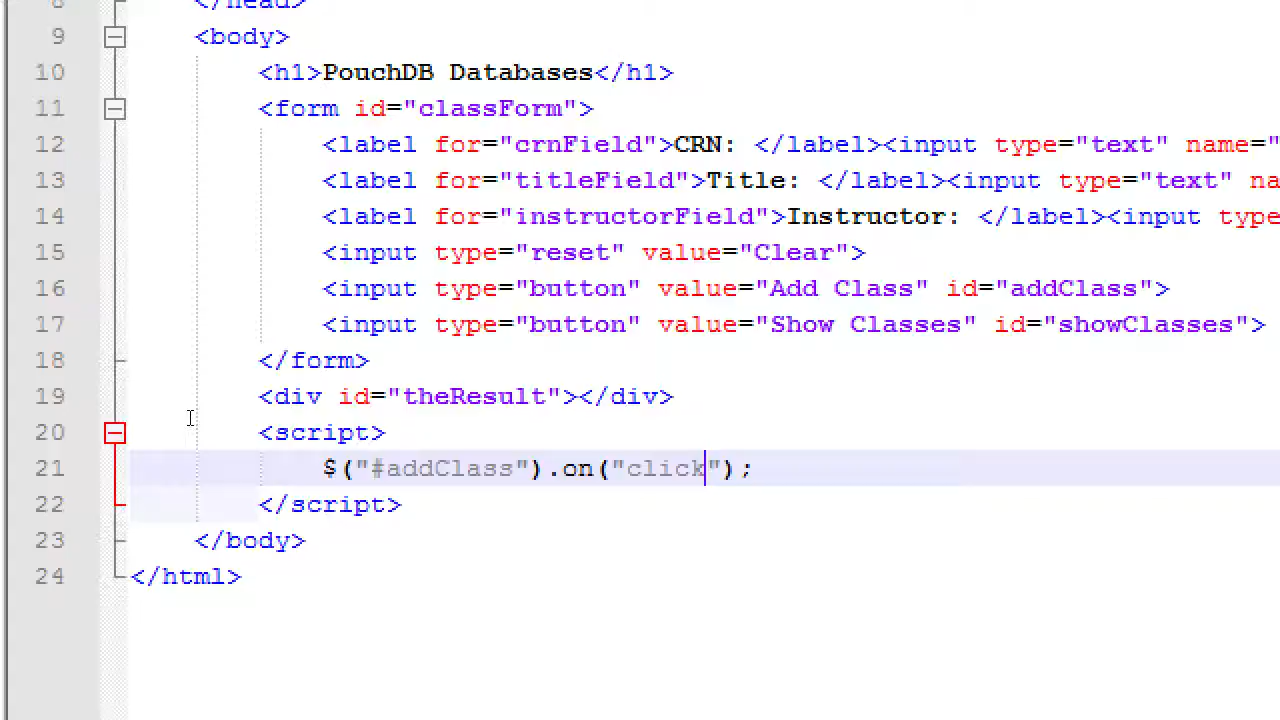 8 </head>
9 <body>
10 <h1>PouchDB Databases</h1>
11 <form id="classForm">
12 <label for="crnField">CRN: </label><input type="text" name="
13 <label for="titleField">Title: </label><input type="text" na
14 <label for="instructorField">Instructor: </label><input type
15 <input type="reset" value="Clear">
16 <input type="button" value="Add Class" id="addClass">
17 <input type="button" value="Show Classes" id="showClasses">
18 </form>
19 <div id="theResult"></div>
20 <script>
21 $("#addClass").on("click");
22 </script>
23 </body>
24 </html>